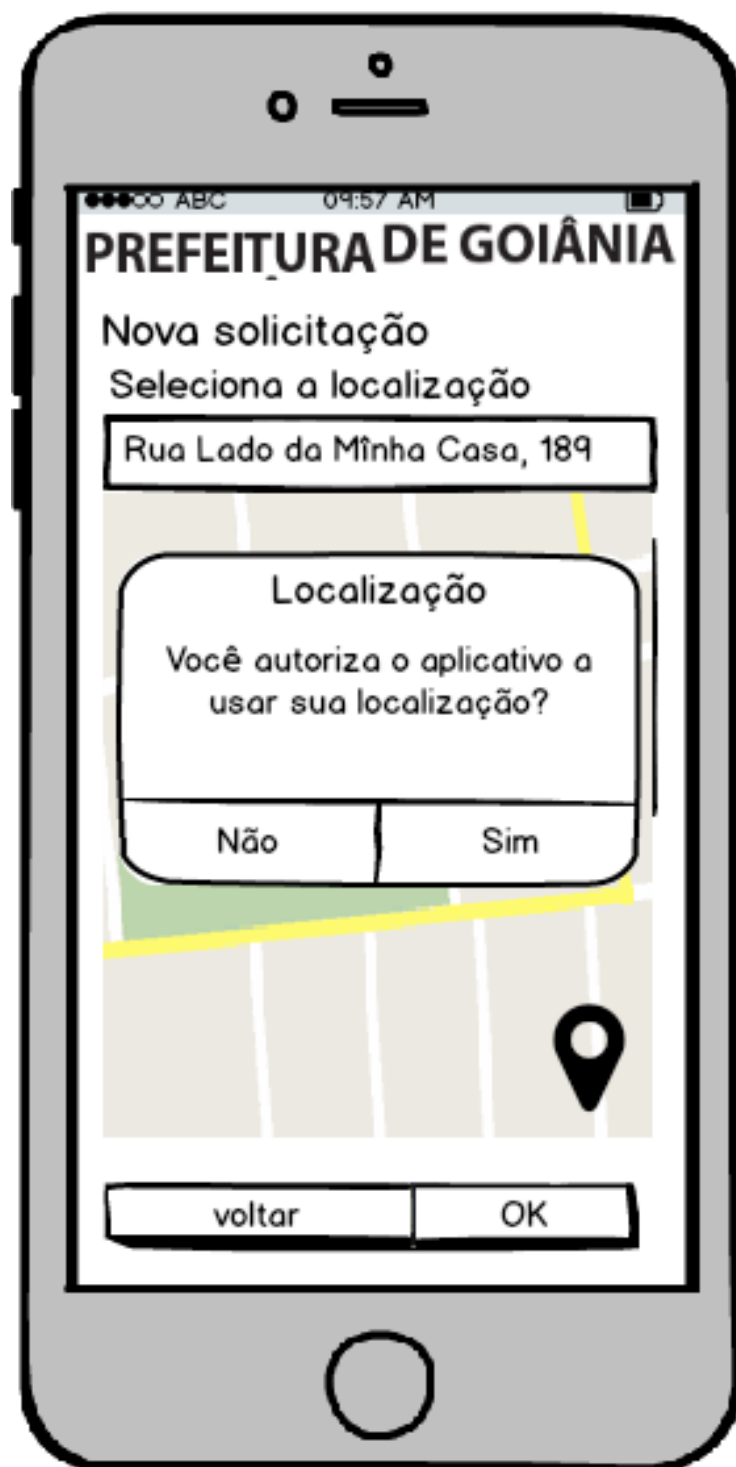 ABC 09:57 AM
PREFEITURA DE GOIÂNIA
Nova solicitação
Seleciona a localização
Rua Lado da Mînha Casa, 189
Localização
Você autoriza o aplicativo a
usar sua localização?
Não Sim
voltar OK